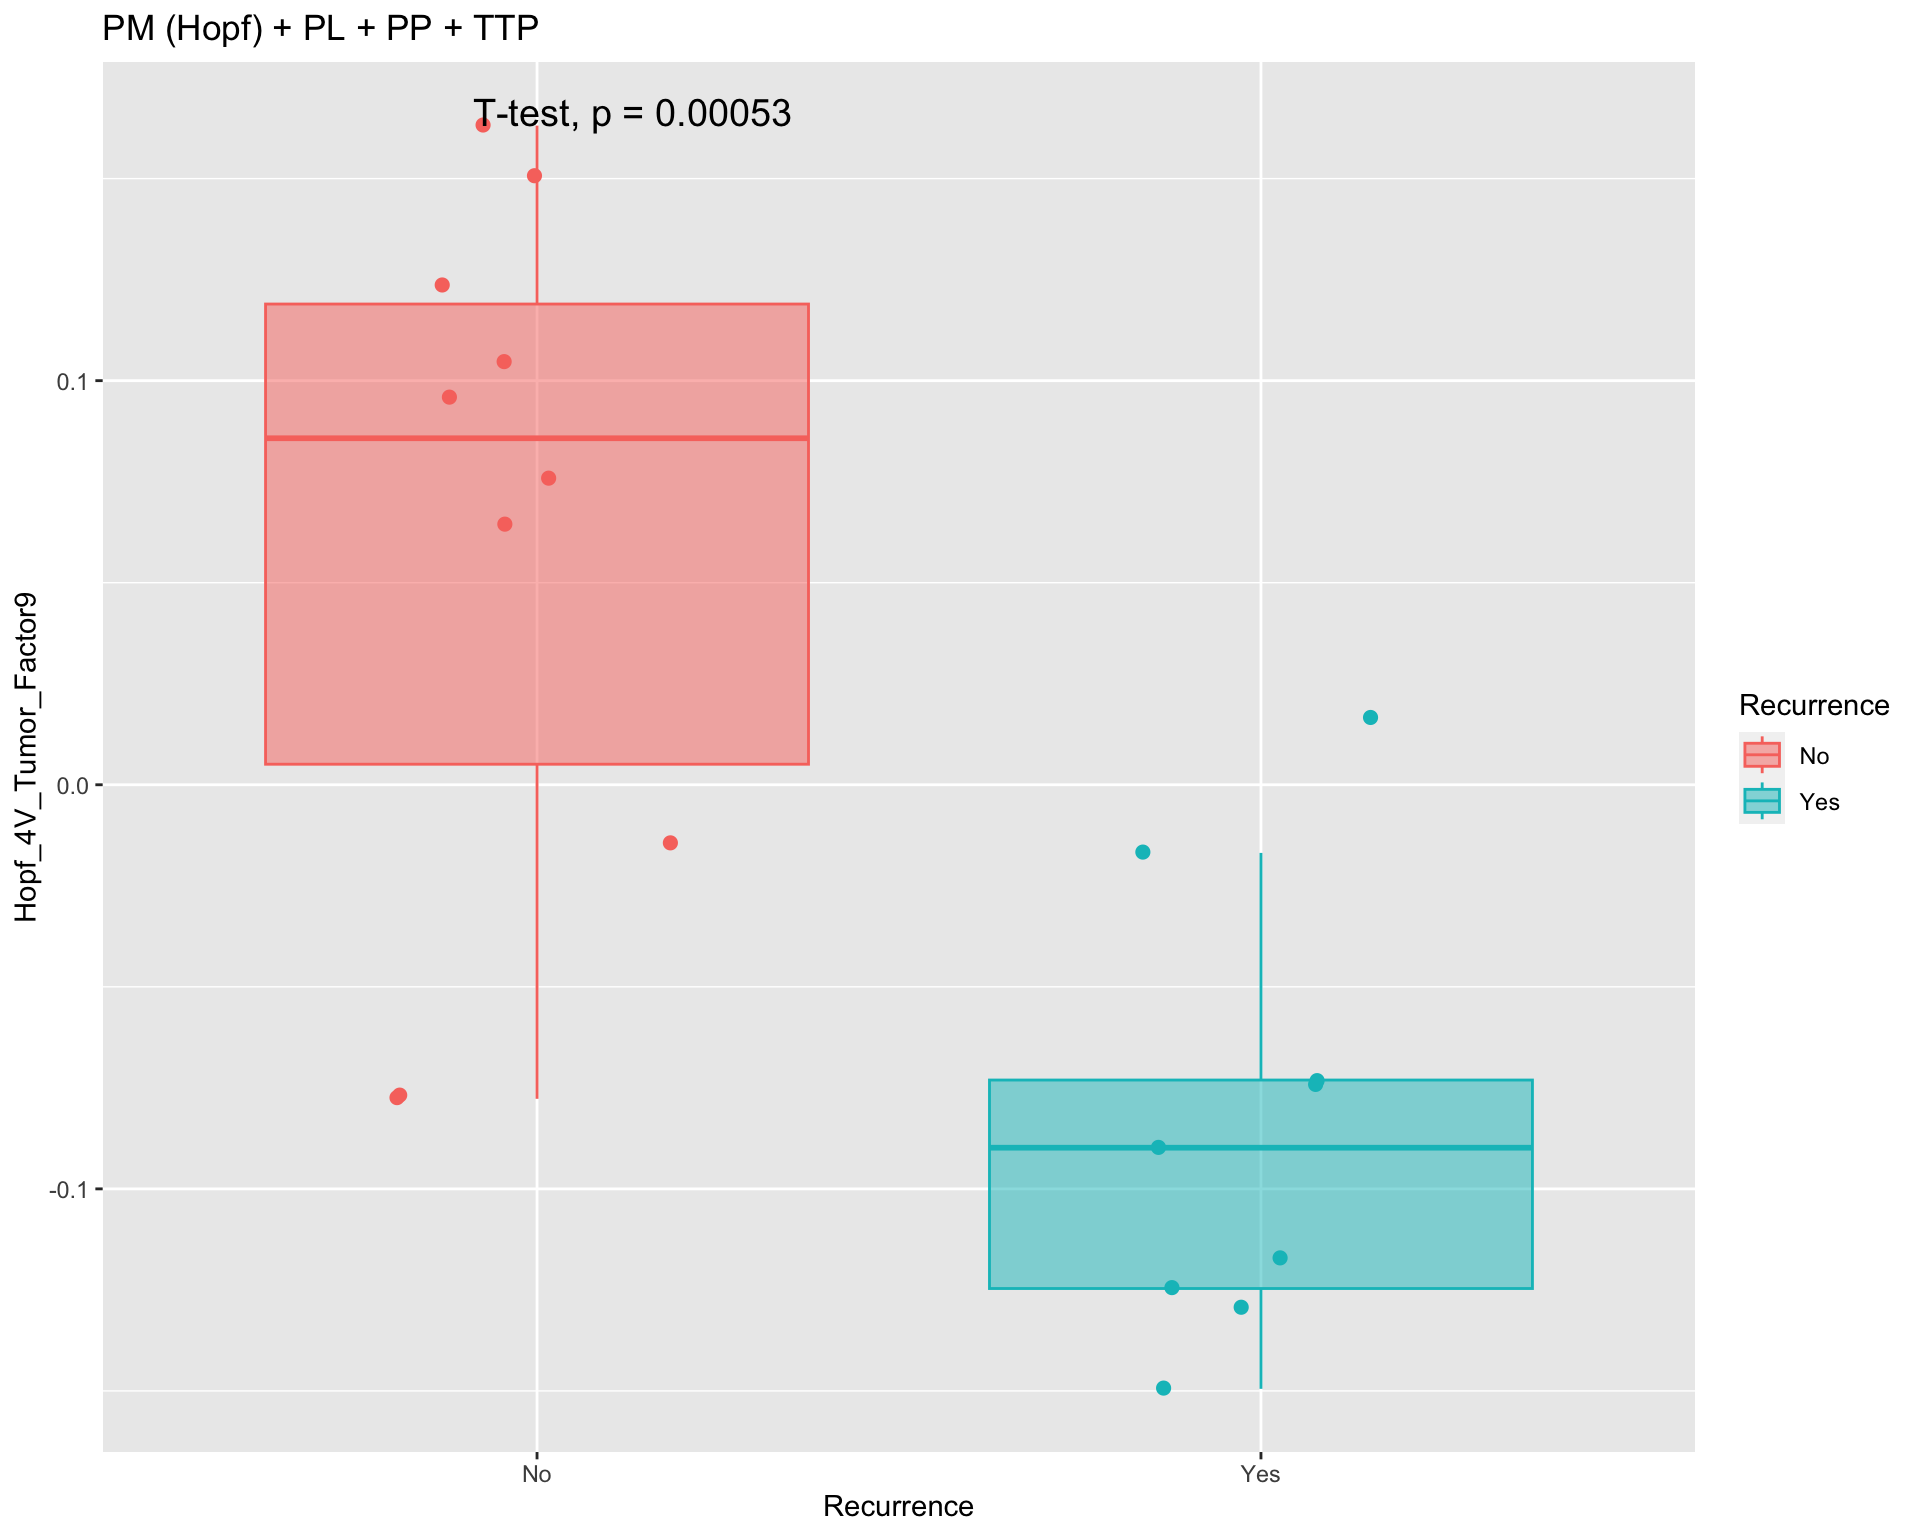 PM (Hopf) + PL + PP + TTP
T-test, p = 0.00053
Hopf_4V_Tumor_Factor9
0.1
0.0
-0.1
No
Yes
Recurrence
Recurrence
No
Yes